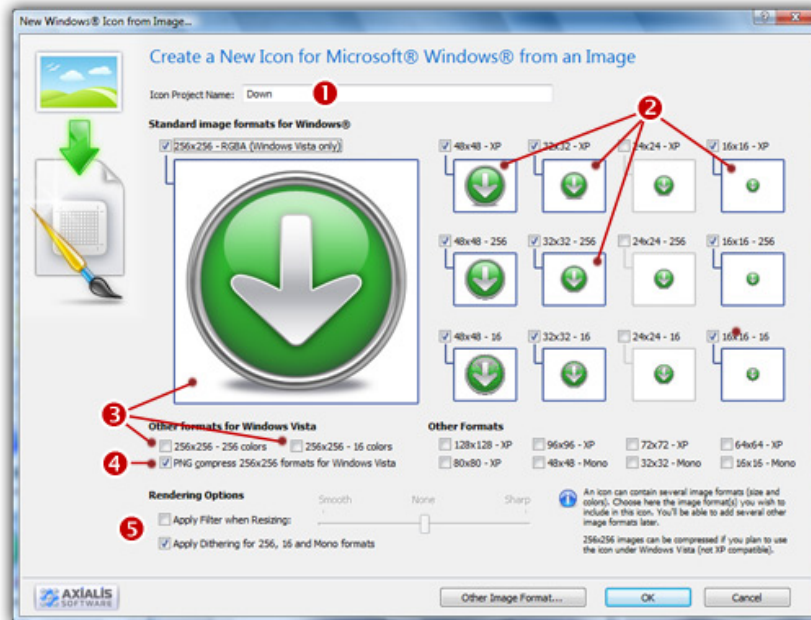 New Windows® Icon from Image...
Create a New Icon for Microsoft® Windows® from an Image
Icon Project Name: Down 1
Standard image formats for Windows®
2
256x256 - RGBA (Windows Vista only) 48x48 - XP 32x32 - XP 24x24 - XP 16x16 - XP
48x48 - 256 32x32 - 256 24x24 - 256 16x16 - 256
48x48 - 16 32x32 - 16 24x24 - 16 16x16 - 16
3
Other formats for Windows Vista Other Formats
256x256 - 256 colors 256x256 - 16 colors 128x128 - XP 96x96 - XP 72x72 - XP 64x64 - XP
4 PNG compress 256x256 formats for Windows Vista 80x80 - XP 48x48 - Mono 32x32 - Mono 16x16 - Mono
Rendering Options Smooth None Sharp
5 Apply Filter when Resizing:
Apply Dithering for 256, 16 and Mono formats
An icon can contain several image formats (size and
colors). Choose here the image format(s) you wish to
include in this icon. You'll be able to add several other
image formats later.
256x256 images can be compressed if you plan to use
the icon under Windows Vista (not XP compatible).
AXIALIS
SOFTWARE
Other Image Format... OK Cancel